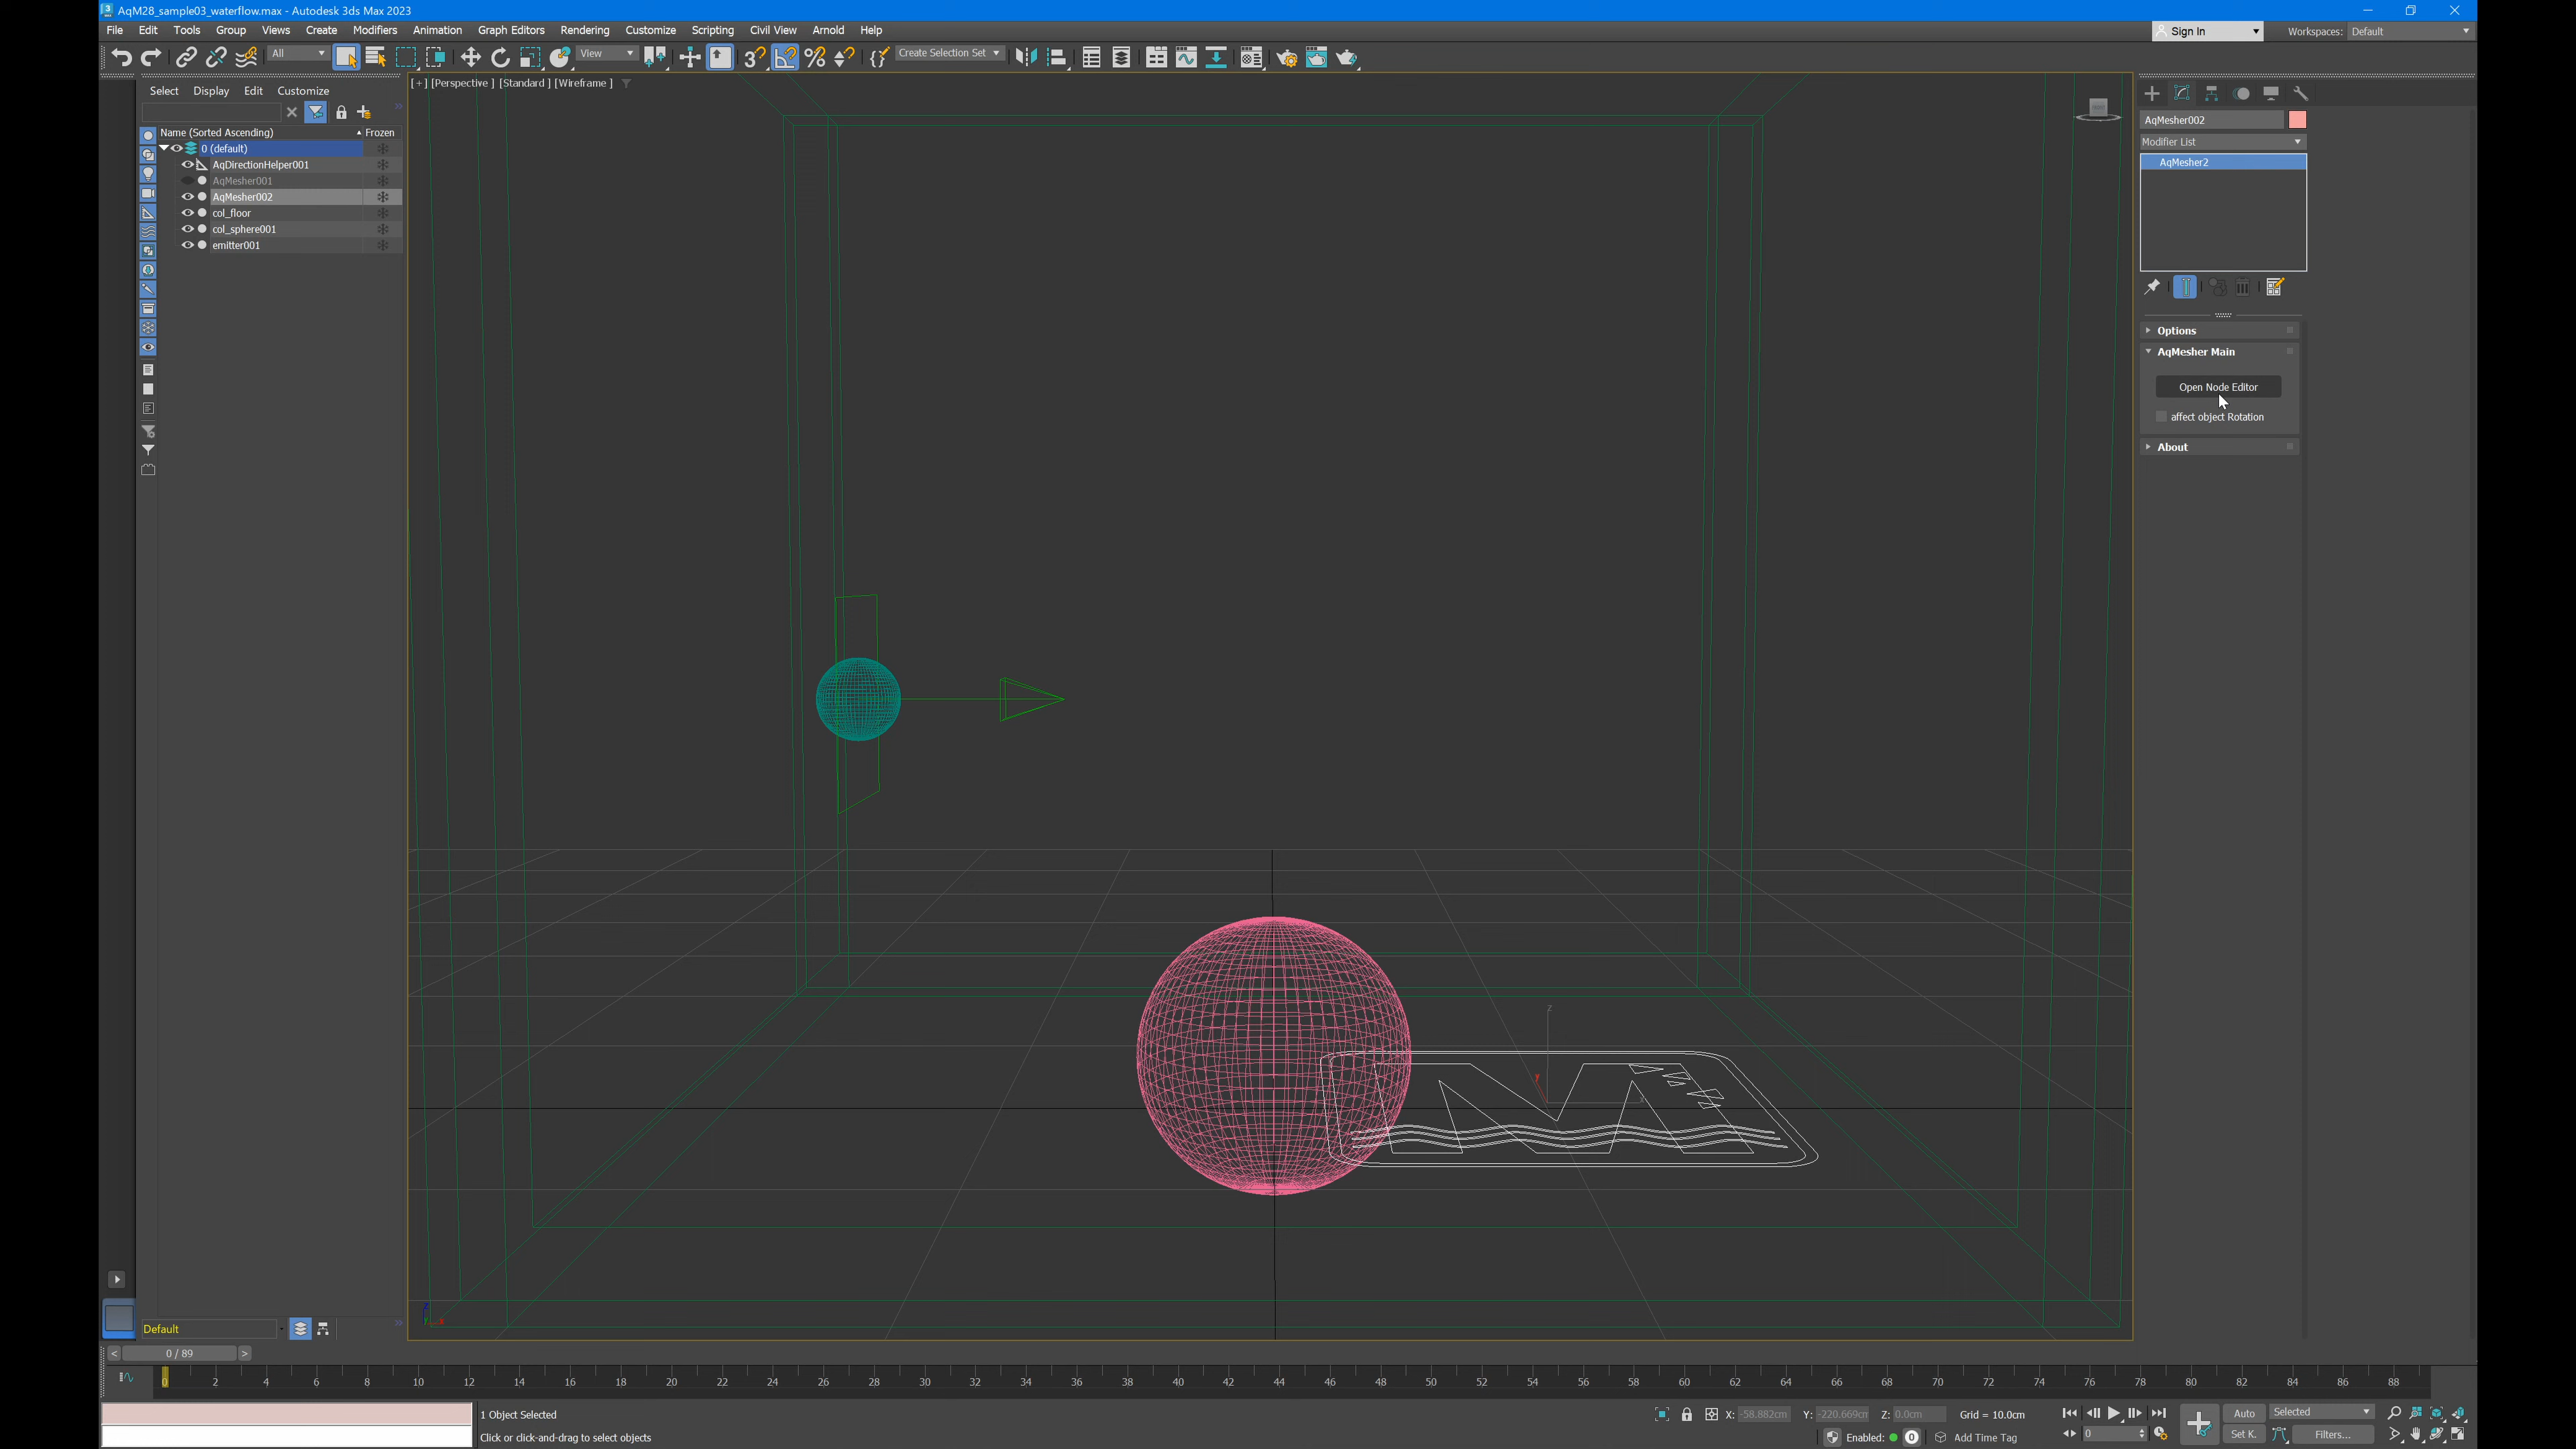 AqM28_sample03_waterflow.max - Autodesk 3ds Max 2023
File Edit Tools Group Views Create Modifiers Animation Graph Editors Rendering Customize Scripting Civil View Arnold Help
Sign In
Workspaces: Default
All
View
Create Selection Set
Select Display Edit Customize
Name (Sorted Ascending) Frozen
0 (default)
AqDirectionHelper001
AqMesher001
AqMesher002
col_floor
col_sphere001
emitter001
[+] [Perspective ] [Standard ] [Wireframe ]
AqMesher002
Modifier List
AqMesher2
Options
AqMesher Main
Open Node Editor
affect object Rotation
About
z
y
x
Default
0 / 89
0 2 4 6 8 10 12 14 16 18 20 22 24 26 28 30 32 34 36 38 40 42 44 46 48 50 52 54 56 58 60 62 64 66 68 70 72 74 76 78 80 82 84 86 88
1 Object Selected
Click or click-and-drag to select objects
X: -58.882cm Y: -220.669cm Z: 0.0cm Grid = 10.0cm
Enabled: 0 Add Time Tag
0
Auto
Selected
Set K.
Filters...